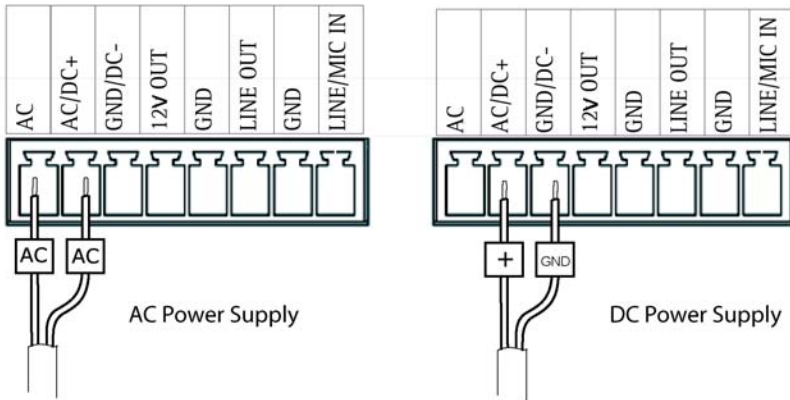 AC
AC/DC+
GND/DC-
12V OUT
GND
LINE OUT
GND
LINE/MIC IN
AC
AC
AC Power Supply
AC
AC/DC+
GND/DC-
12V OUT
GND
LINE OUT
GND
LINE/MIC IN
+
GND
DC Power Supply